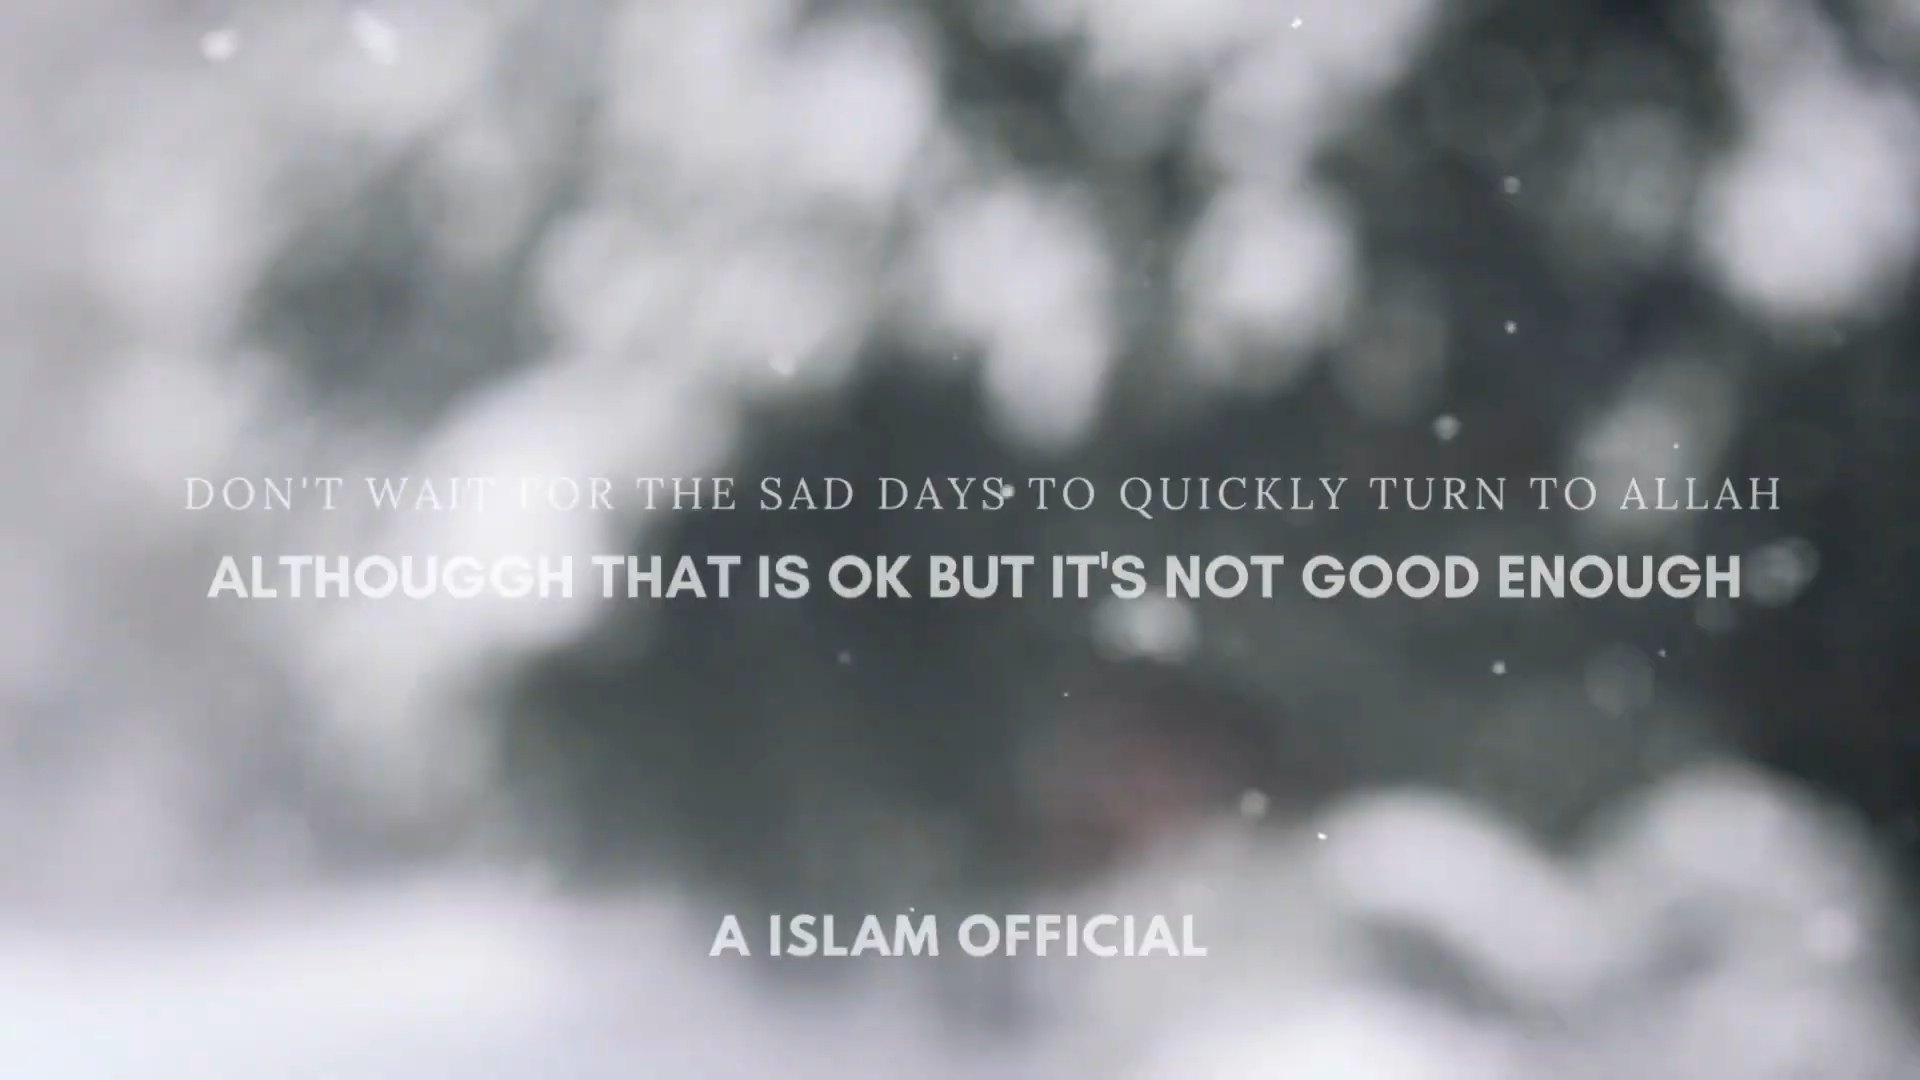 DON'T WAIT FOR THE SAD DAYS TO QUICKLY TURN TO ALLAH
ALTHOUGGH THAT IS OK BUT IT'S NOT GOOD ENOUGH
A ISLAM OFFICIAL